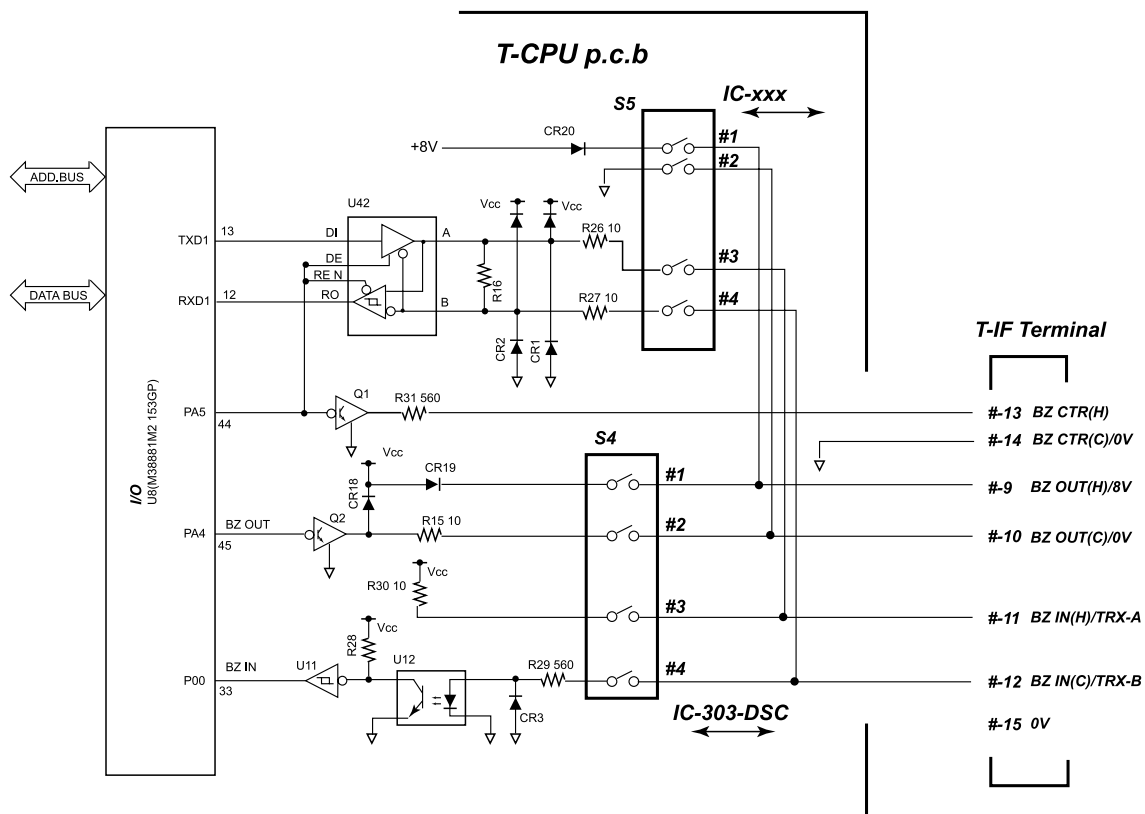 T-CPU p.c.b
IC-xxx
S5
CR20
+8V
#1
#2
ADD.BUS
U42
Vcc
Vcc
TXD1
13
DI
A
R26 10
DE
RE N
#3
DATA BUS
RXD1
12
RO
B
R16
R27 10
#4
CR2
CR1
T-IF Terminal
I/O
U8(M38881M2 153GP)
PA5
44
Q1
R31 560
#-13 BZ CTR(H)
#-14 BZ CTR(C)/0V
S4
Vcc
CR19
#1
#-9 BZ OUT(H)/8V
CR18
PA4
BZ OUT
45
Q2
R15 10
#2
#-10 BZ OUT(C)/0V
Vcc
R30 10
#3
#-11 BZ IN(H)/TRX-A
Vcc
R28
U11
U12
R29 560
#4
P00
BZ IN
33
#-12 BZ IN(C)/TRX-B
CR3
IC-303-DSC
#-15 0V